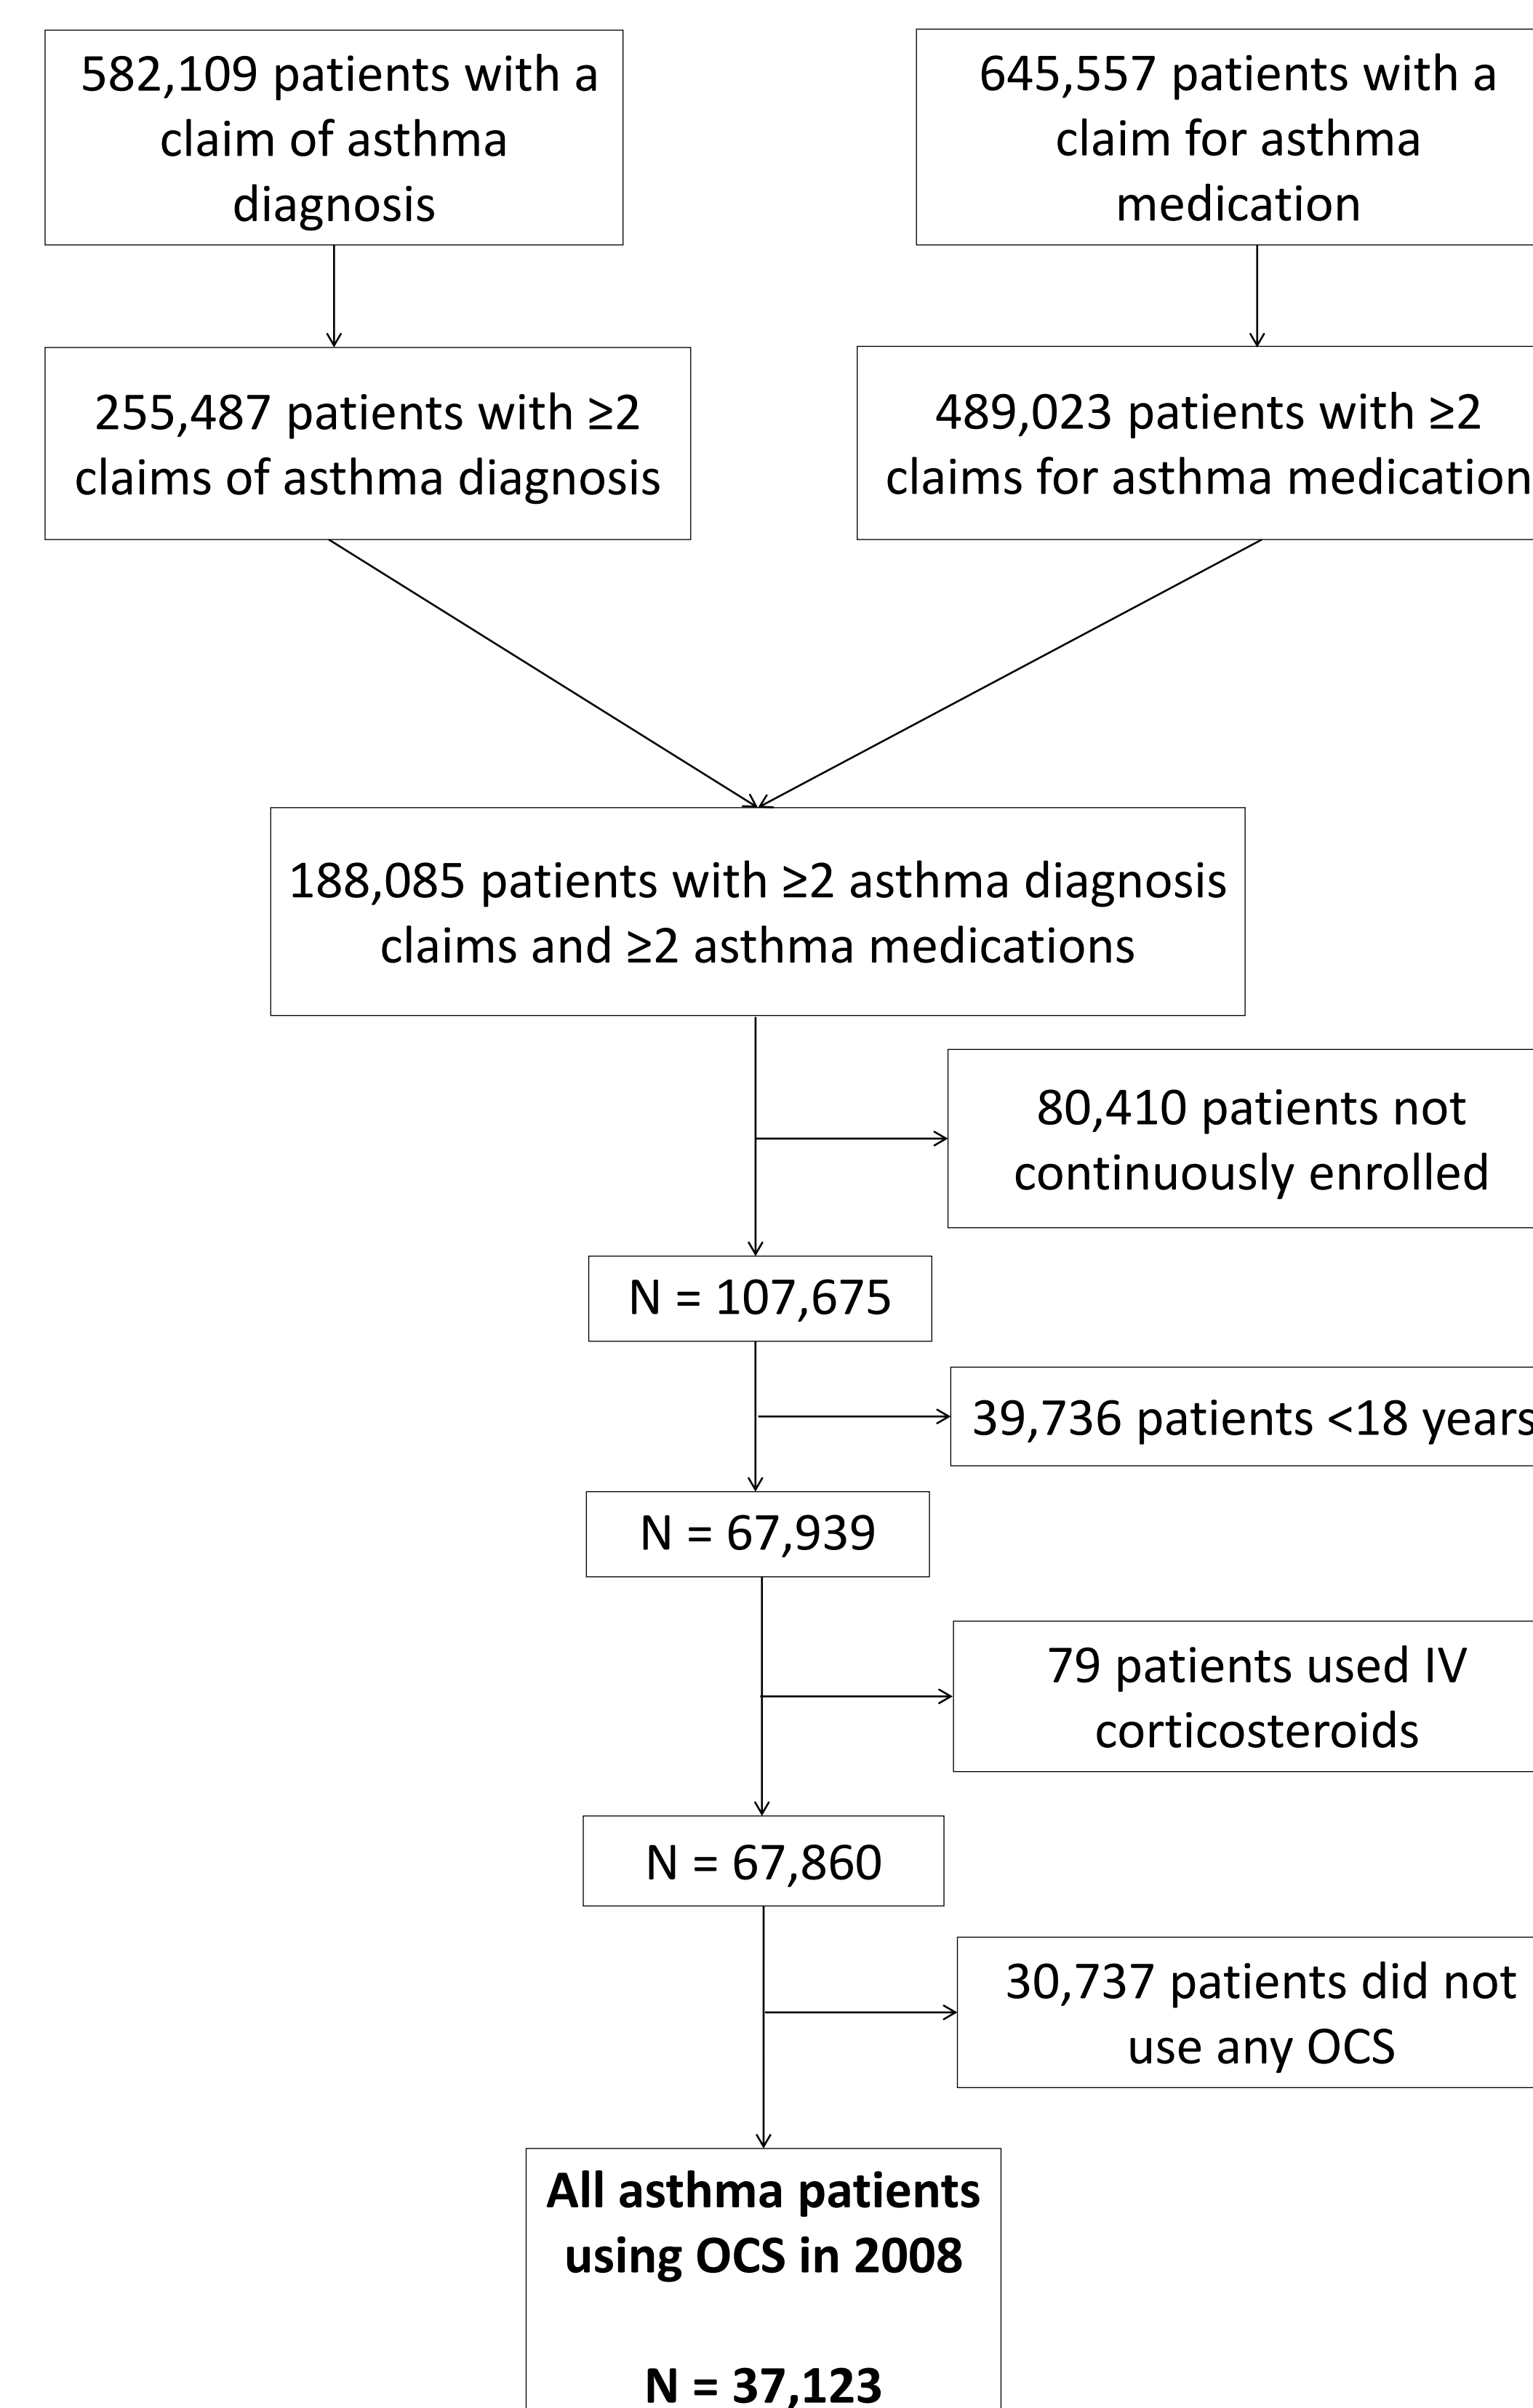 582,109 patients with a
claim of asthma
diagnosis
645,557 patients with a
claim for asthma
medication
255,487 patients with ≥2
claims of asthma diagnosis
489,023 patients with ≥2
claims for asthma medication
188,085 patients with ≥2 asthma diagnosis
claims and ≥2 asthma medications
80,410 patients not
continuously enrolled
N = 107,675
39,736 patients <18 years
N = 67,939
79 patients used IV
corticosteroids
N = 67,860
30,737 patients did not
use any OCS
All asthma patients
using OCS in 2008
N = 37,123